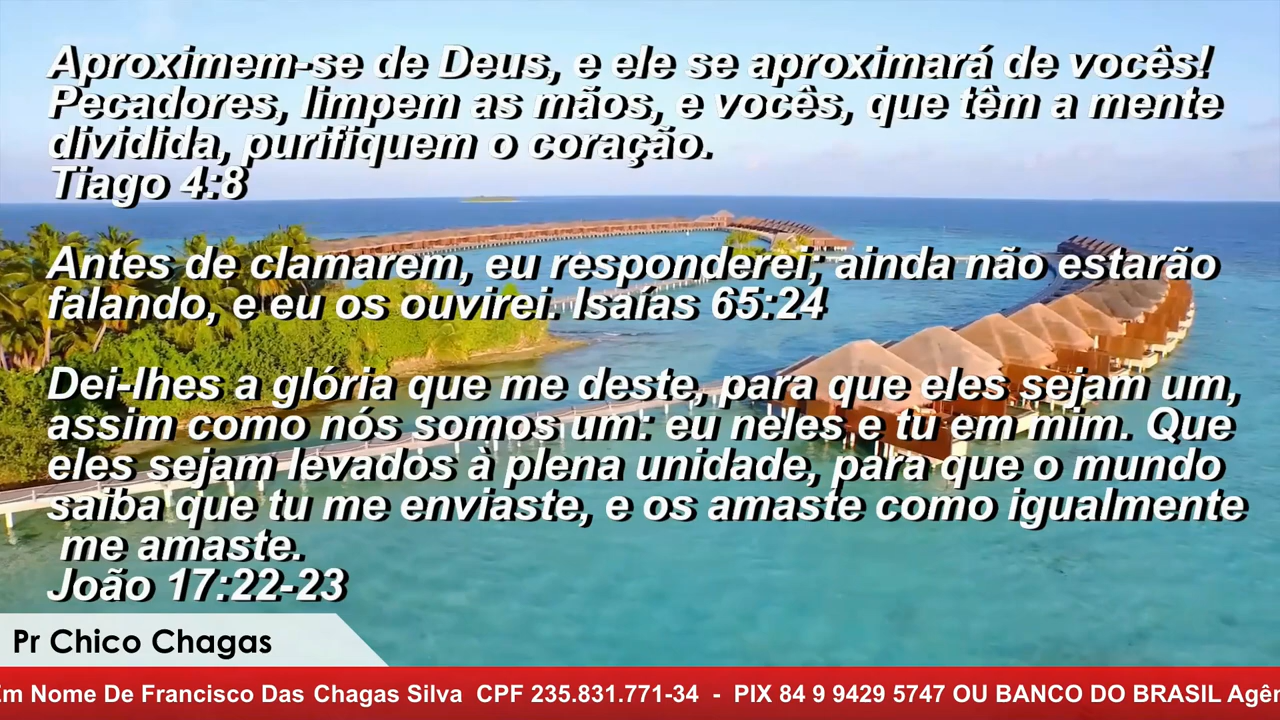 Aproximem-se de Deus, e ele se aproximará de vocês!
Pecadores, limpem as mãos, e vocês, que têm a mente
dividida, purifiquem o coração.
Tiago 4:8
Antes de clamarem, eu responderei; ainda não estarão
falando, e eu os ouvirei. Isaías 65:24
Dei-lhes a glória que me deste, para que eles sejam um,
assim como nós somos um: eu neles e tu em mim. Que
eles sejam levados à plena unidade, para que o mundo
saiba que tu me enviaste, e os amaste como igualmente
me amaste.
João 17:22-23
Pr Chico Chagas
Em Nome De Francisco Das Chagas Silva CPF 235.831.771-34 - PIX 84 9 9429 5747 OU BANCO DO BRASIL Agên